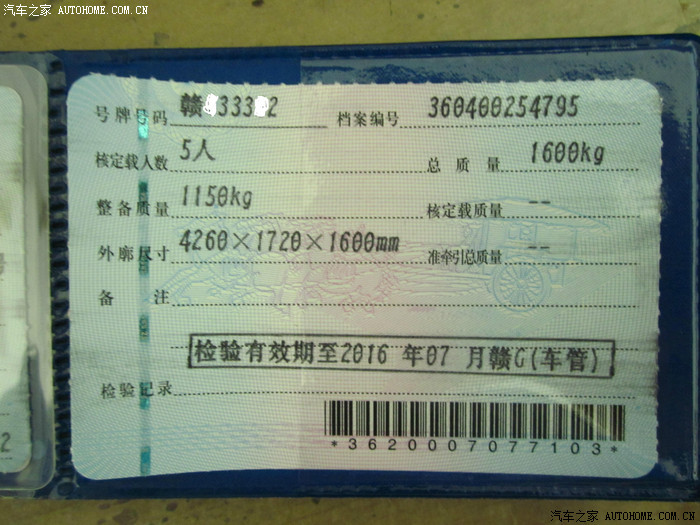 汽车之家 AUTOHOME.COM.CN
号牌号码 赣 333 2 档案编号 360400254795
核定载人数 5人 总质量 1600kg
整备质量 1150kg 核定载质量 --
外廓尺寸 4260×1720×1600mm 准牵引总质量 --
备注
检验有效期至2016 年07 月赣G(车管)
检验记录
*3620007077103*
2
汽车之家 AUTOHOME.COM.CN